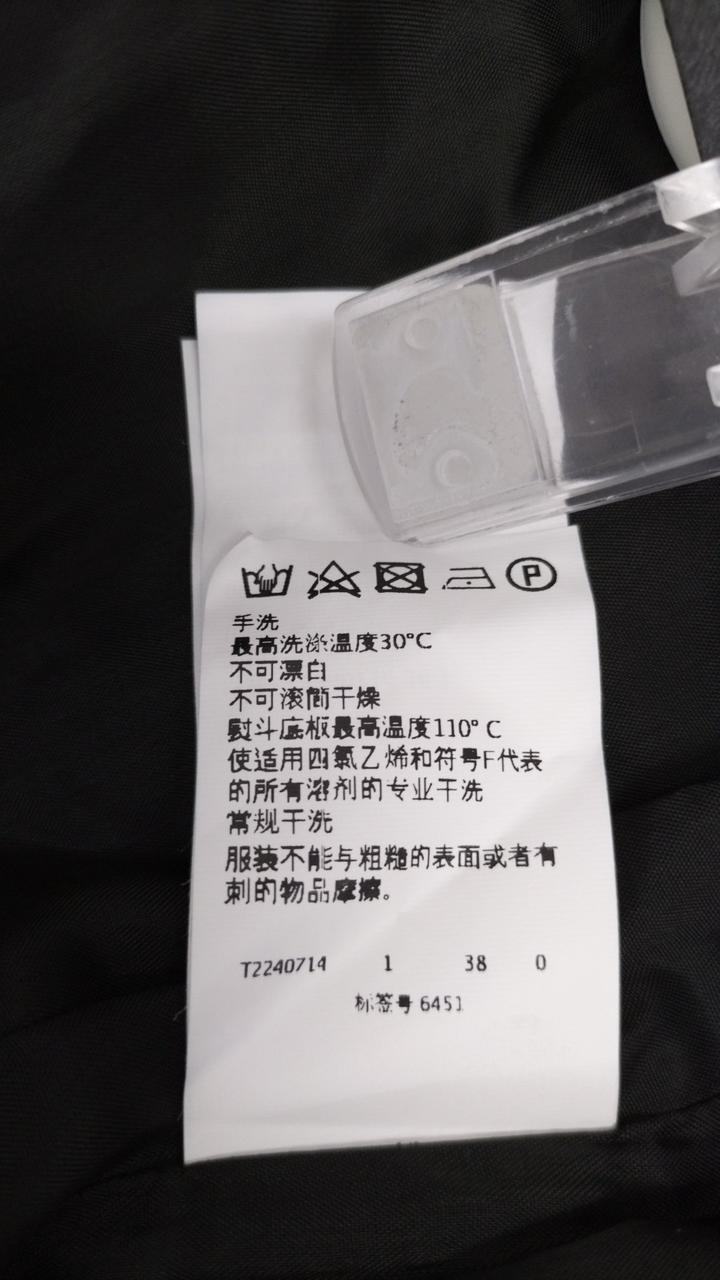 P
手洗
最高洗涤温度30°C
不可漂白
不可滚筒干燥
熨斗底板最高温度110°C
使适用四氯乙烯和符号F代表
的所有溶剂的专业干洗
常规干洗
服装不能与粗糙的表面或者有
刺的物品摩擦。
T2240714 1 38 0
标签号 6451